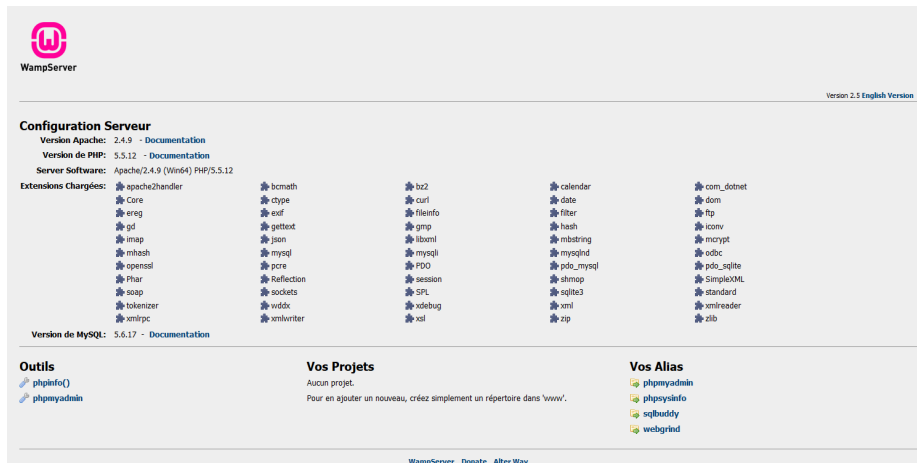 WampServer
Version 2.5 English Version
Configuration Serveur
Version Apache: 2.4.9 - Documentation
Version de PHP: 5.5.12 - Documentation
Server Software: Apache/2.4.9 (Win64) PHP/5.5.12
Extensions Chargées: apache2handler bcmath bz2 calendar com_dotnet
Core ctype curl date dom
ereg exif fileinfo filter ftp
gd gettext gmp hash iconv
imap json libxml mbstring mcrypt
mhash mysql mysqli mysqlnd odbc
openssl pcre PDO pdo_mysql pdo_sqlite
Phar Reflection session shmop SimpleXML
soap sockets SPL sqlite3 standard
tokenizer wddx xdebug xml xmlreader
xmlrpc xmlwriter xsl zip zlib
Version de MySQL: 5.6.17 - Documentation
Outils
phpinfo()
phpmyadmin
Vos Projets
Aucun projet.
Pour en ajouter un nouveau, créez simplement un répertoire dans 'www'.
Vos Alias
phpmyadmin
phpsysinfo
sqlbuddy
webgrind
WampServer Donate Alter Way